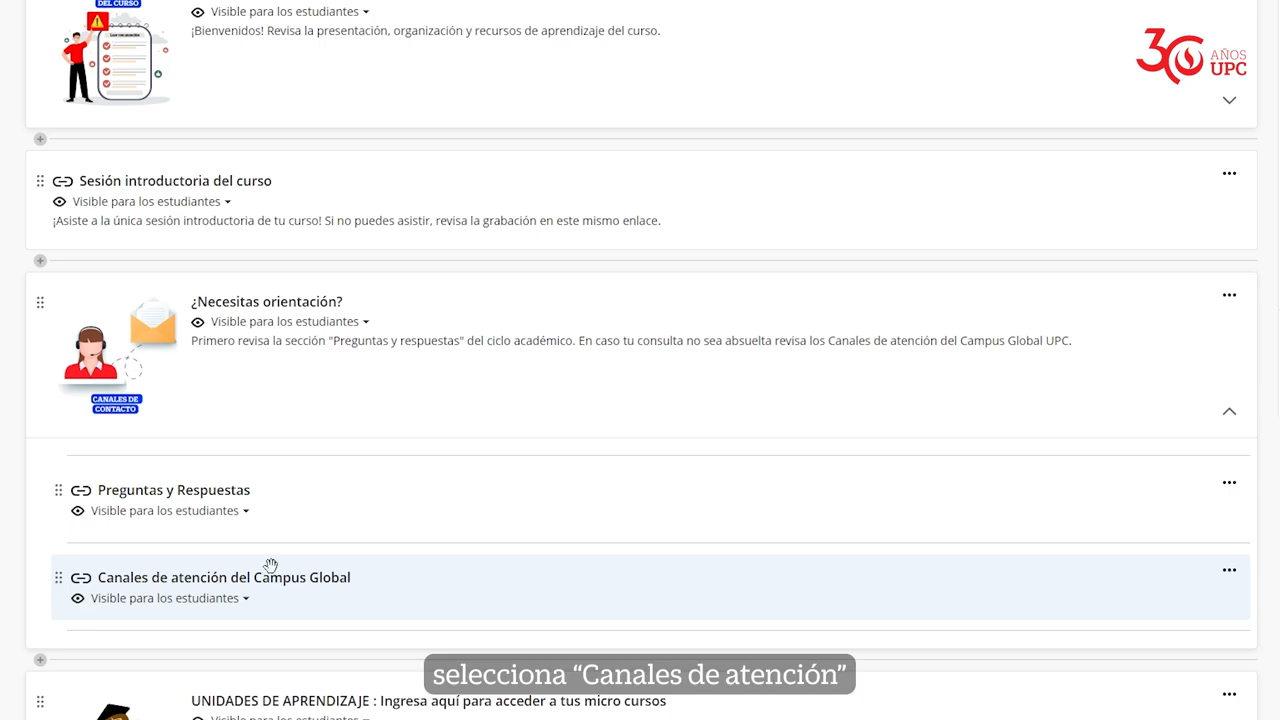 DEL CURSO
Visible para los estudiantes
¡Bienvenidos! Revisa la presentación, organización y recursos de aprendizaje del curso.
30 AÑOS UPC
Sesión introductoria del curso
Visible para los estudiantes
¡Asiste a la única sesión introductoria de tu curso! Si no puedes asistir, revisa la grabación en este mismo enlace.
¿Necesitas orientación?
Visible para los estudiantes
Primero revisa la sección "Preguntas y respuestas" del ciclo académico. En caso tu consulta no sea absuelta revisa los Canales de atención del Campus Global UPC.
CANALES DE
CONTACTO
Preguntas y Respuestas
Visible para los estudiantes
Canales de atención del Campus Global
Visible para los estudiantes
selecciona “Canales de atención”
UNIDADES DE APRENDIZAJE : Ingresa aquí para acceder a tus micro cursos
Visible para los estudiantes